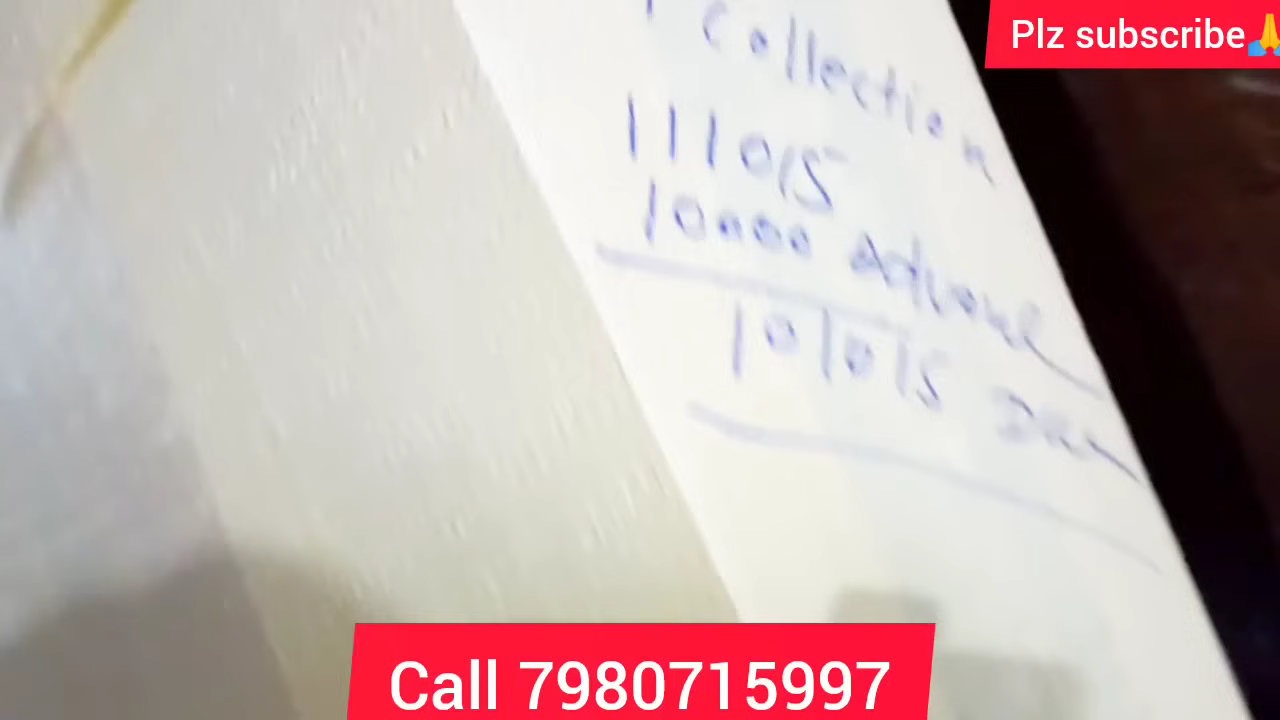 Plz subscribe🙏
Collection
111015
10000 Advance
101015
Call 7980715997